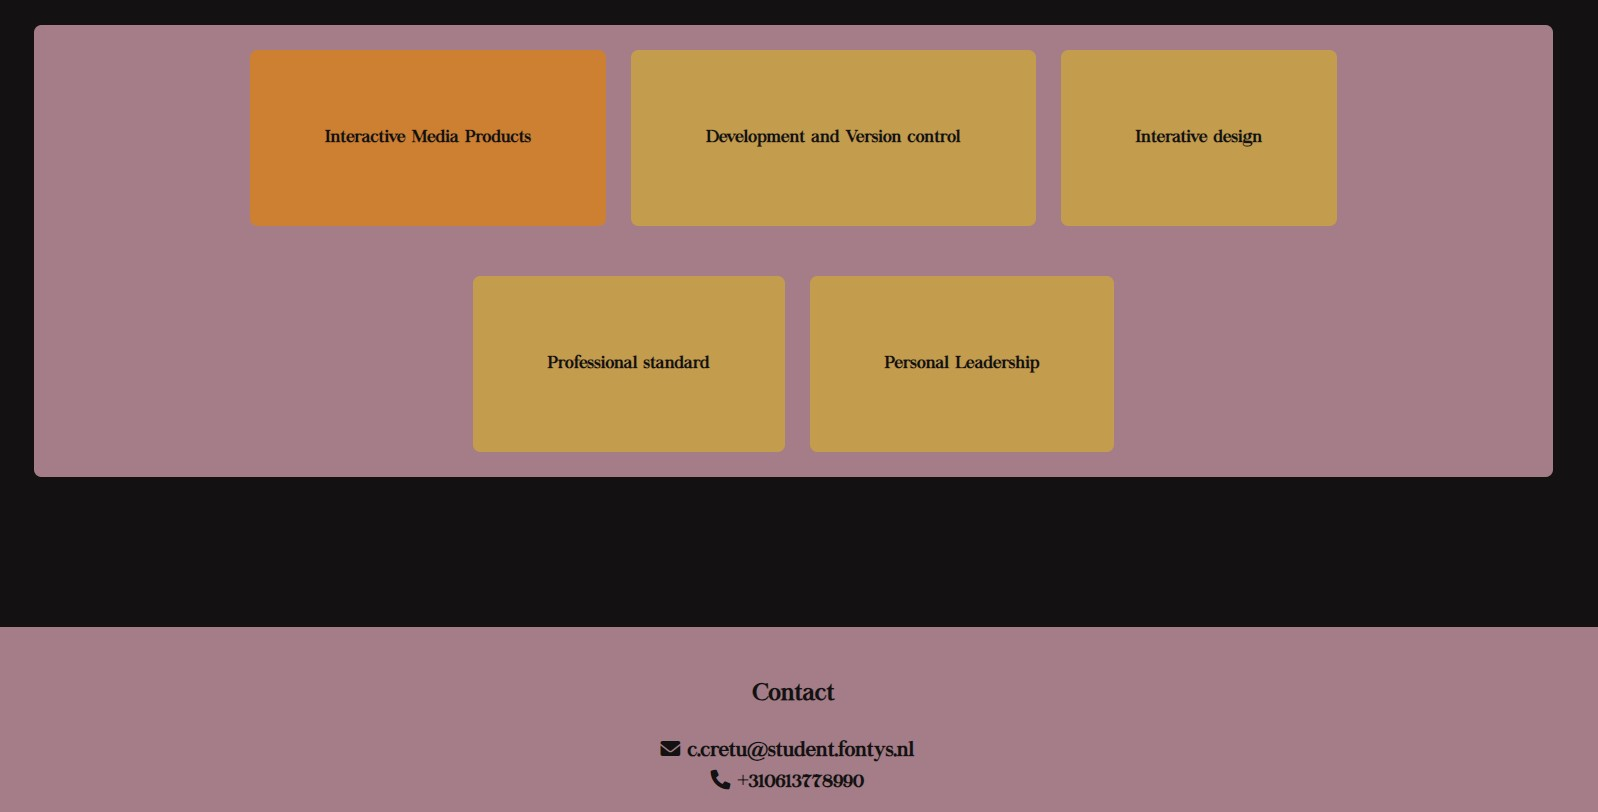 Interactive Media Products
Development and Version control
Interative design
Professional standard
Personal Leadership
Contact
c.cretu@student.fontys.nl
+310613778990